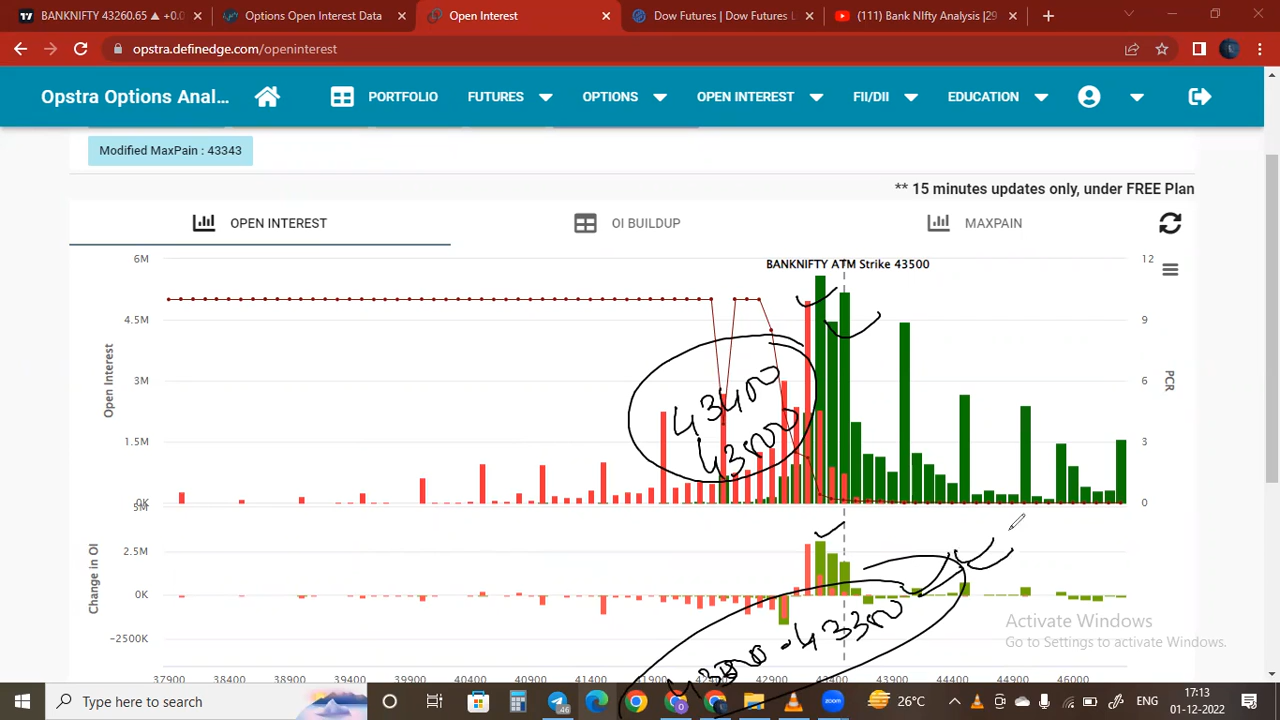 BANKNIFTY 43260.65 ▲ +0.0
Options Open Interest Data
Open Interest
Dow Futures | Dow Futures L
(111) Bank NIfty Analysis |29
opstra.definedge.com/openinterest
Opstra Options Anal... PORTFOLIO FUTURES OPTIONS OPEN INTEREST FII/DII EDUCATION
Modified MaxPain : 43343
** 15 minutes updates only, under FREE Plan
OPEN INTEREST OI BUILDUP MAXPAIN
BANKNIFTY ATM Strike 43500
6M 12
4.5M 9
3M 6
1.5M 3
0K 0
Open Interest
PCR
43400
5M
2.5M
0K
-2500K
Change in OI
37900 38400 38900 39400 39900 40400 40900 41400 41900 42400 42900 43400 43900 44400 44900 46000
Activate Windows
Go to Settings to activate Windows.
Type here to search
46
26°C
ENG
17:13
01-12-2022